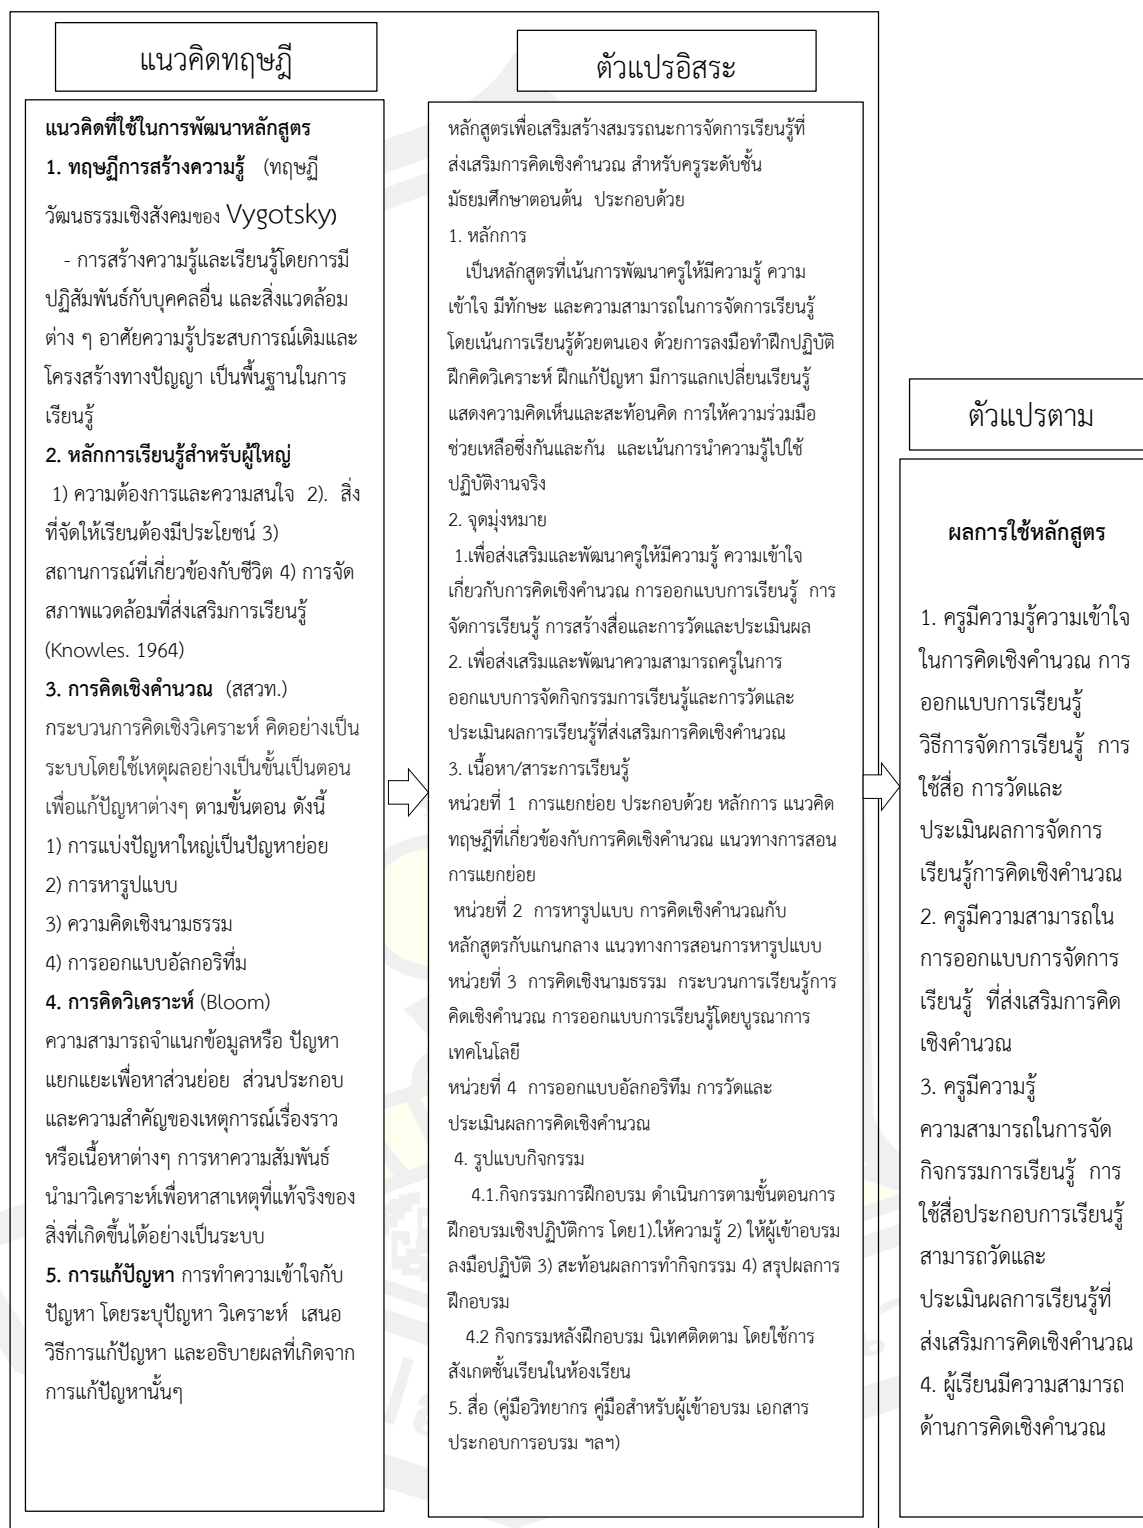 แนวคิดทฤษฎี
แนวคิดที่ใช้ในการพัฒนาหลักสูตร
1. ทฤษฏีการสร้างความรู้ (ทฤษฏี
วัฒนธรรมเชิงสังคมของ Vygotsky)
- การสร้างความรู้และเรียนรู้โดยการมี
ปฏิสัมพันธ์กับบุคคลอื่น และสิ่งแวดล้อม
ต่าง ๆ อาศัยความรู้ประสบการณ์เดิมและ
โครงสร้างทางปัญญา เป็นพื้นฐานในการ
เรียนรู้
2. หลักการเรียนรู้สำหรับผู้ใหญ่
1) ความต้องการและความสนใจ 2). สิ่ง
ที่จัดให้เรียนต้องมีประโยชน์ 3)
สถานการณ์ที่เกี่ยวข้องกับชีวิต 4) การจัด
สภาพแวดล้อมที่ส่งเสริมการเรียนรู้
(Knowles. 1964)
3. การคิดเชิงคำนวณ (สสวท.)
กระบวนการคิดเชิงวิเคราะห์ คิดอย่างเป็น
ระบบโดยใช้เหตุผลอย่างเป็นขั้นเป็นตอน
เพื่อแก้ปัญหาต่างๆ ตามขั้นตอน ดังนี้
1) การแบ่งปัญหาใหญ่เป็นปัญหาย่อย
2) การหารูปแบบ
3) ความคิดเชิงนามธรรม
4) การออกแบบอัลกอริทึ่ม
4. การคิดวิเคราะห์ (Bloom)
ความสามารถจำแนกข้อมูลหรือ ปัญหา
แยกแยะเพื่อหาส่วนย่อย ส่วนประกอบ
และความสำคัญของเหตุการณ์เรื่องราว
หรือเนื้อหาต่างๆ การหาความสัมพันธ์
นำมาวิเคราะห์เพื่อหาสาเหตุที่แท้จริงของ
สิ่งที่เกิดขึ้นได้อย่างเป็นระบบ
5. การแก้ปัญหา การทำความเข้าใจกับ
ปัญหา โดยระบุปัญหา วิเคราะห์ เสนอ
วิธีการแก้ปัญหา และอธิบายผลที่เกิดจาก
การแก้ปัญหานั้นๆ
ตัวแปรอิสระ
หลักสูตรเพื่อเสริมสร้างสมรรถนะการจัดการเรียนรู้ที่
ส่งเสริมการคิดเชิงคำนวณ สำหรับครูระดับชั้น
มัธยมศึกษาตอนต้น ประกอบด้วย
1. หลักการ
เป็นหลักสูตรที่เน้นการพัฒนาครูให้มีความรู้ ความ
เข้าใจ มีทักษะ และความสามารถในการจัดการเรียนรู้
โดยเน้นการเรียนรู้ด้วยตนเอง ด้วยการลงมือทำฝึกปฏิบัติ
ฝึกคิดวิเคราะห์ ฝึกแก้ปัญหา มีการแลกเปลี่ยนเรียนรู้
แสดงความคิดเห็นและสะท้อนคิด การให้ความร่วมมือ
ช่วยเหลือซึ่งกันและกัน และเน้นการนำความรู้ไปใช้
ปฏิบัติงานจริง
2. จุดมุ่งหมาย
1.เพื่อส่งเสริมและพัฒนาครูให้มีความรู้ ความเข้าใจ
เกี่ยวกับการคิดเชิงคำนวณ การออกแบบการเรียนรู้ การ
จัดการเรียนรู้ การสร้างสื่อและการวัดและประเมินผล
2. เพื่อส่งเสริมและพัฒนาความสามารถครูในการ
ออกแบบการจัดกิจกรรมการเรียนรู้และการวัดและ
ประเมินผลการเรียนรู้ที่ส่งเสริมการคิดเชิงคำนวณ
3. เนื้อหา/สาระการเรียนรู้
หน่วยที่ 1 การแยกย่อย ประกอบด้วย หลักการ แนวคิด
ทฤษฎีที่เกี่ยวข้องกับการคิดเชิงคำนวณ แนวทางการสอน
การแยกย่อย
หน่วยที่ 2 การหารูปแบบ การคิดเชิงคำนวณกับ
หลักสูตรกับแกนกลาง แนวทางการสอนการหารูปแบบ
หน่วยที่ 3 การคิดเชิงนามธรรม กระบวนการเรียนรู้การ
คิดเชิงคำนวณ การออกแบบการเรียนรู้โดยบูรณาการ
เทคโนโลยี
หน่วยที่ 4 การออกแบบอัลกอริทึม การวัดและ
ประเมินผลการคิดเชิงคำนวณ
4. รูปแบบกิจกรรม
4.1.กิจกรรมการฝึกอบรม ดำเนินการตามขั้นตอนการ
ฝึกอบรมเชิงปฏิบัติการ โดย1).ให้ความรู้ 2) ให้ผู้เข้าอบรม
ลงมือปฏิบัติ 3) สะท้อนผลการทำกิจกรรม 4) สรุปผลการ
ฝึกอบรม
4.2 กิจกรรมหลังฝึกอบรม นิเทศติดตาม โดยใช้การ
สังเกตชั้นเรียนในห้องเรียน
5. สื่อ (คู่มือวิทยากร คู่มือสำหรับผู้เข้าอบรม เอกสาร
ประกอบการอบรม ฯลฯ)
ตัวแปรตาม
ผลการใช้หลักสูตร
1. ครูมีความรู้ความเข้าใจ
ในการคิดเชิงคำนวณ การ
ออกแบบการเรียนรู้
วิธีการจัดการเรียนรู้ การ
ใช้สื่อ การวัดและ
ประเมินผลการจัดการ
เรียนรู้การคิดเชิงคำนวณ
2. ครูมีความสามารถใน
การออกแบบการจัดการ
เรียนรู้ ที่ส่งเสริมการคิด
เชิงคำนวณ
3. ครูมีความรู้
ความสามารถในการจัด
กิจกรรมการเรียนรู้ การ
ใช้สื่อประกอบการเรียนรู้
สามารถวัดและ
ประเมินผลการเรียนรู้ที่
ส่งเสริมการคิดเชิงคำนวณ
4. ผู้เรียนมีความสามารถ
ด้านการคิดเชิงคำนวณ